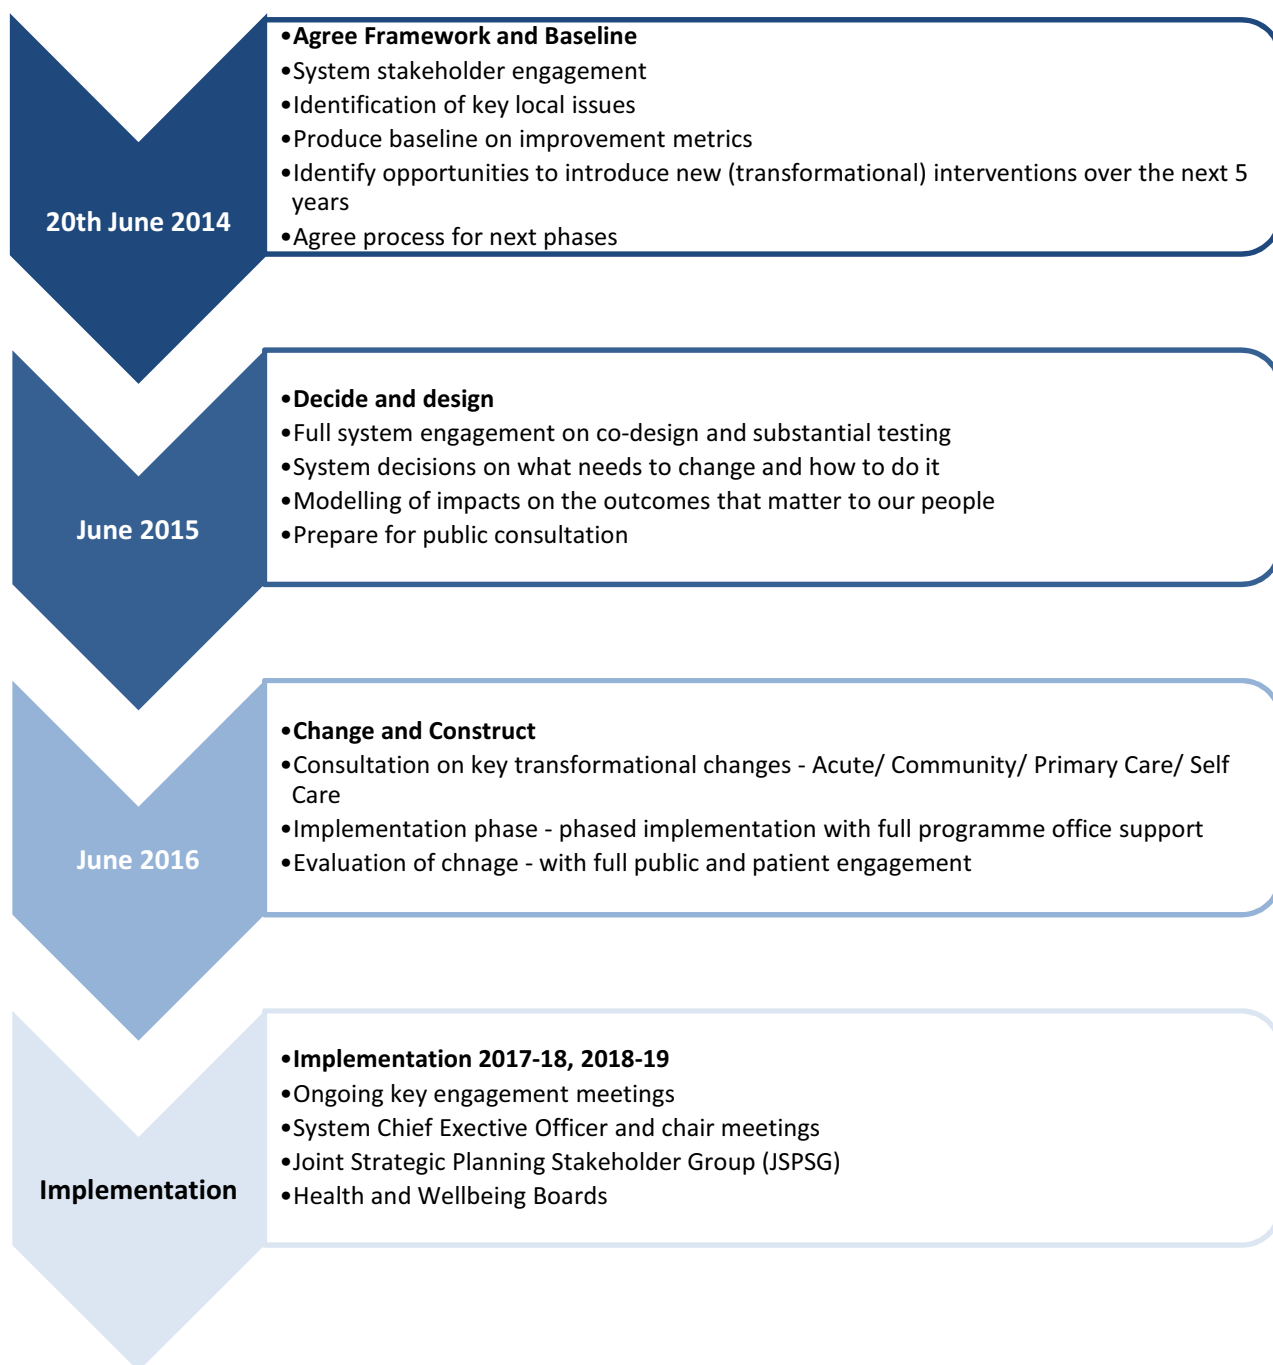 20th June 2014
•Agree Framework and Baseline
•System stakeholder engagement
•Identification of key local issues
•Produce baseline on improvement metrics
•Identify opportunities to introduce new (transformational) interventions over the next 5
years
•Agree process for next phases
June 2015
•Decide and design
•Full system engagement on co-design and substantial testing
•System decisions on what needs to change and how to do it
•Modelling of impacts on the outcomes that matter to our people
•Prepare for public consultation
June 2016
•Change and Construct
•Consultation on key transformational changes - Acute/ Community/ Primary Care/ Self
Care
•Implementation phase - phased implementation with full programme office support
•Evaluation of chnage - with full public and patient engagement
Implementation
•Implementation 2017-18, 2018-19
•Ongoing key engagement meetings
•System Chief Exective Officer and chair meetings
•Joint Strategic Planning Stakeholder Group (JSPSG)
•Health and Wellbeing Boards